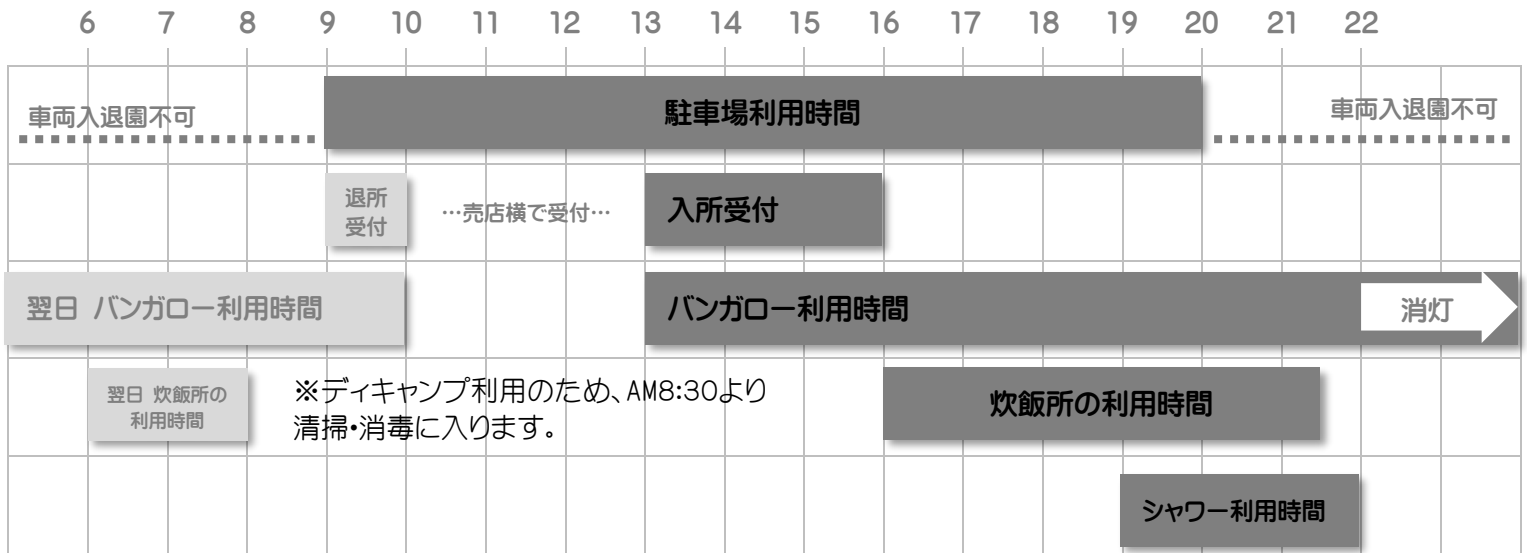 6 7 8 9 10 11 12 13 14 15 16 17 18 19 20 21 22
車両入退園不可
駐車場利用時間
車両入退園不可
退所
受付
…売店横で受付…
入所受付
翌日 バンガロー利用時間
バンガロー利用時間
消灯
翌日 炊飯所の
利用時間
※ディキャンプ利用のため、AM8:30より
清掃・消毒に入ります。
炊飯所の利用時間
シャワー利用時間